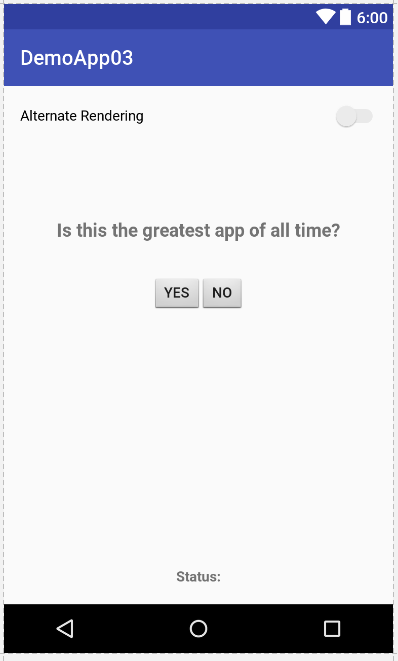 6:00
DemoApp03
Alternate Rendering
Is this the greatest app of all time?
YES NO
Status: